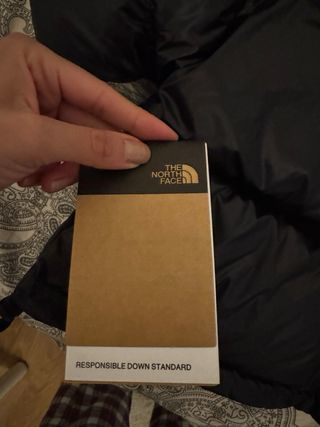 THE
NORTH
FACE
RESPONSIBLE DOWN STANDARD